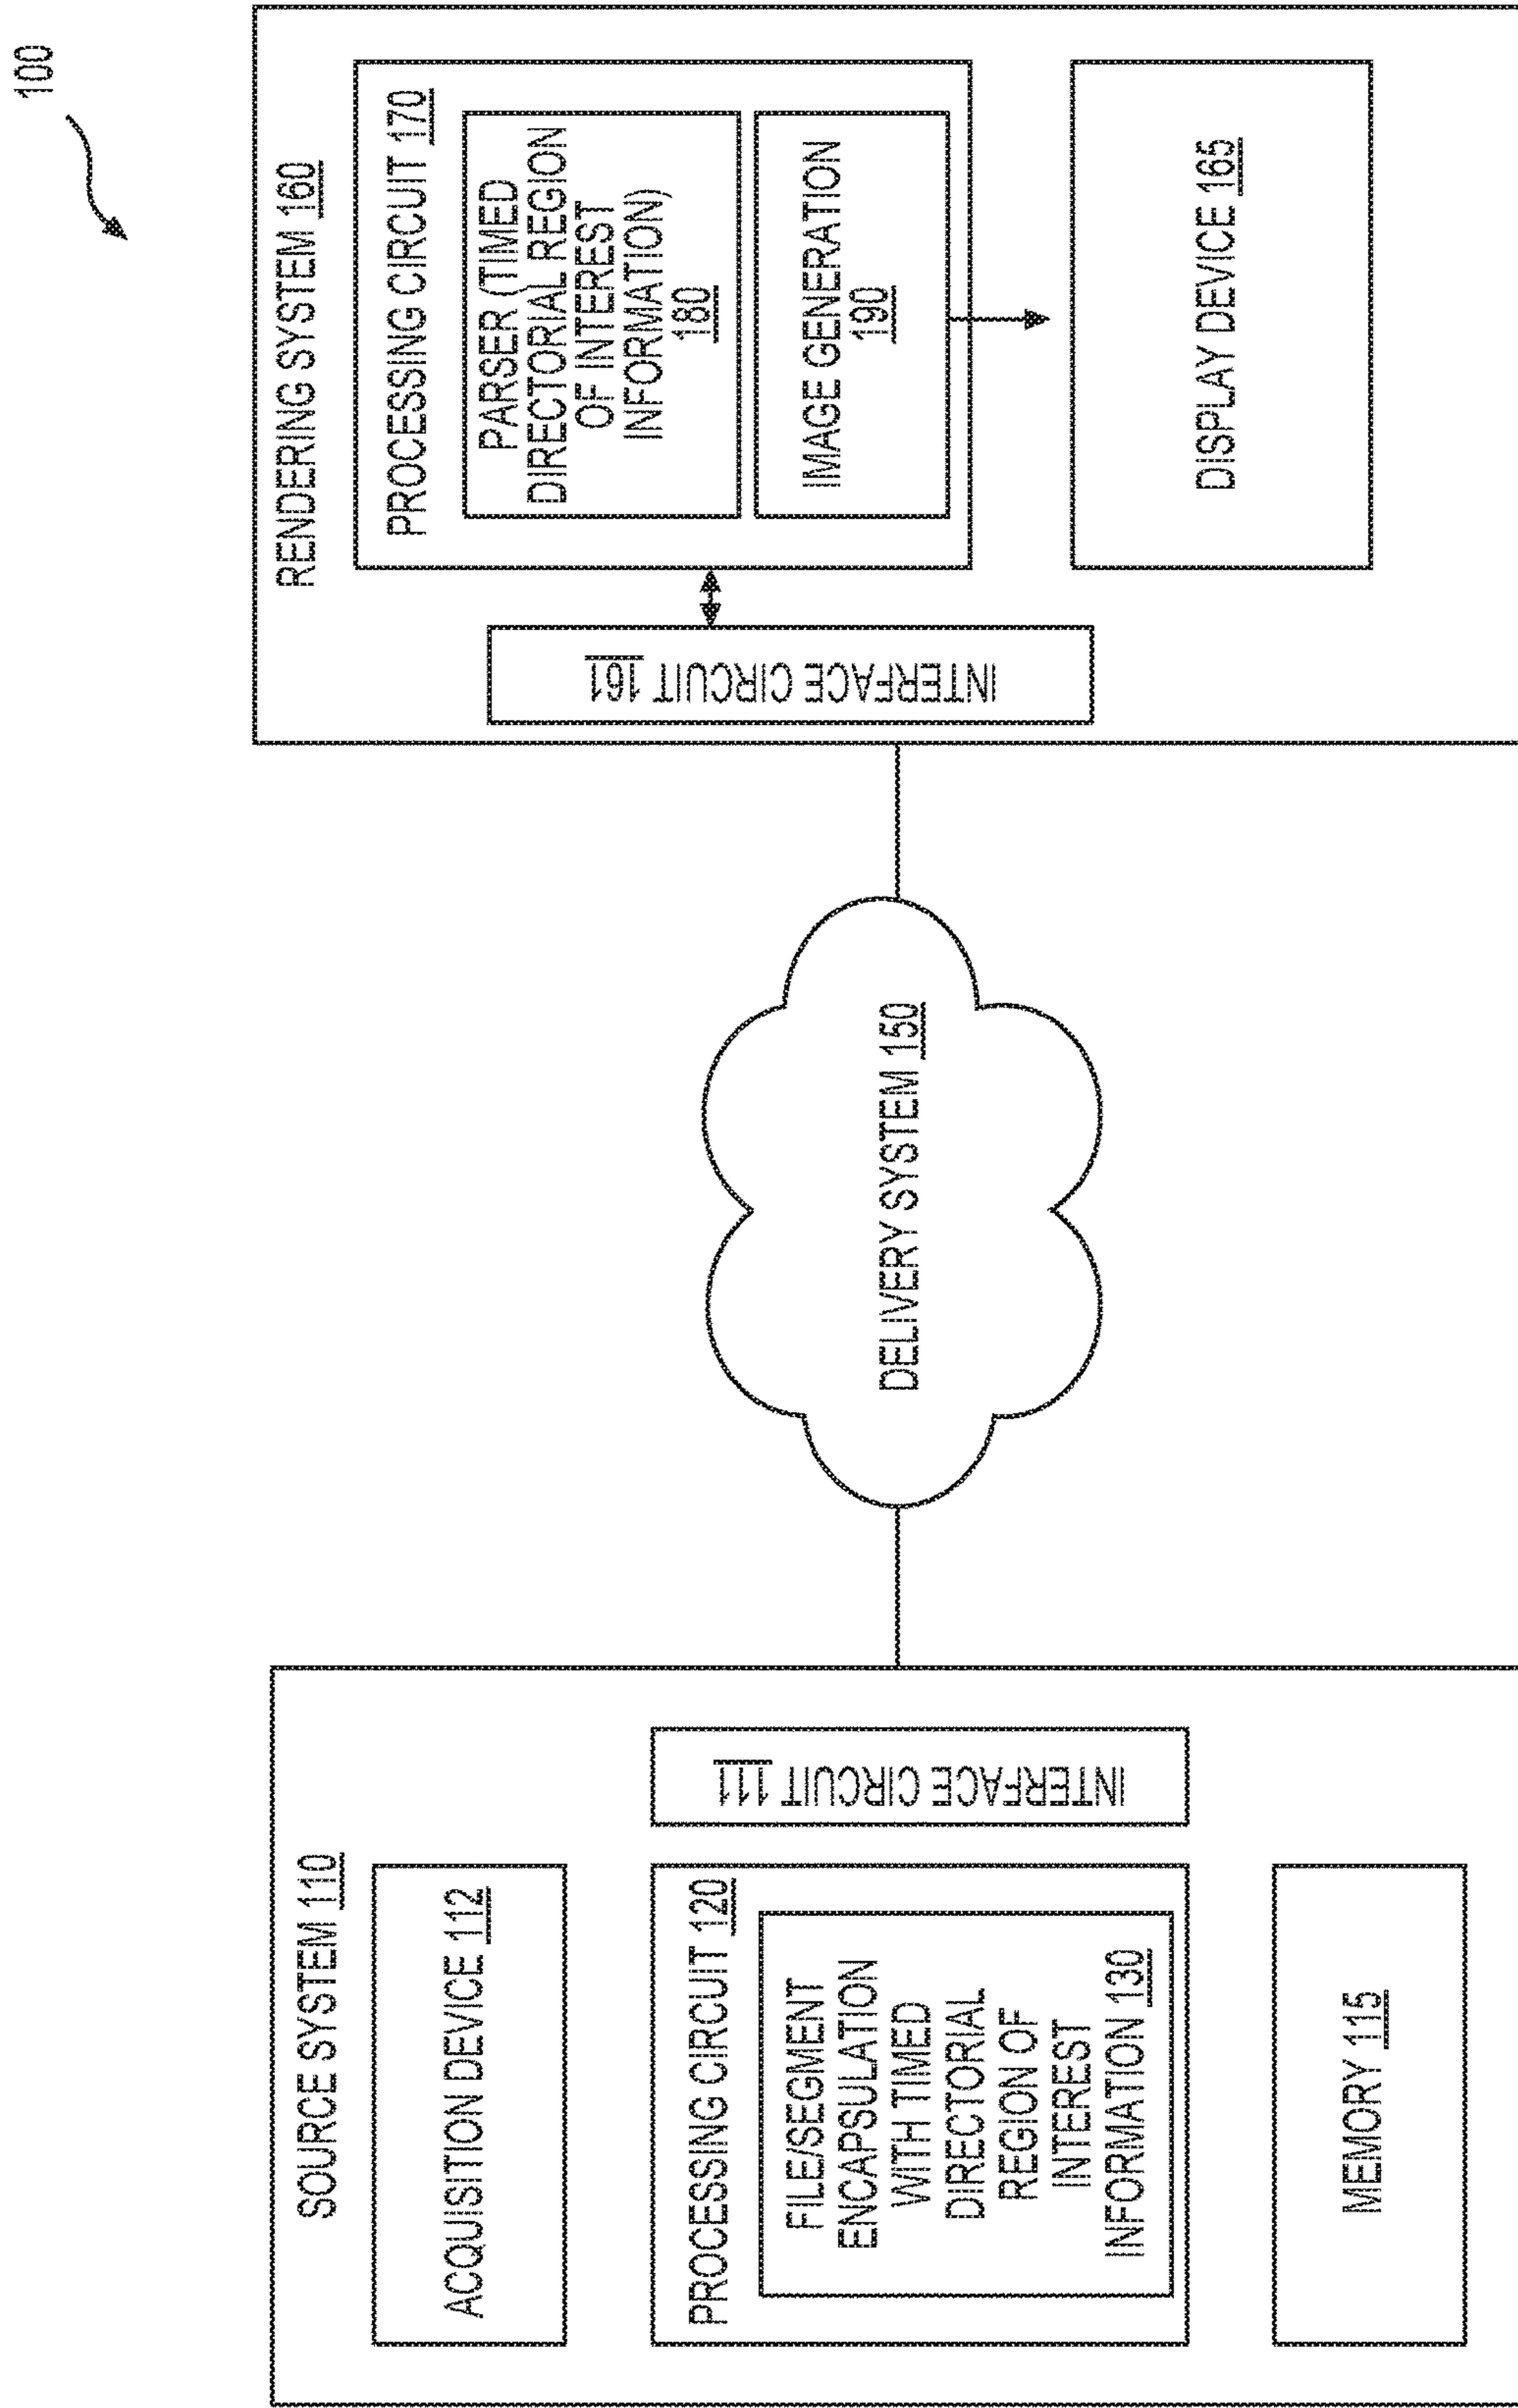 100
SOURCE SYSTEM 110
ACQUISITION DEVICE 112
PROCESSING CIRCUIT 120
FILE/SEGMENT
ENCAPSULATION
WITH TIMED
DIRECTORIAL
REGION OF
INTEREST
INFORMATION 130
MEMORY 115
INTERFACE CIRCUIT 111
DELIVERY SYSTEM 150
RENDERING SYSTEM 160
INTERFACE CIRCUIT 161
PROCESSING CIRCUIT 170
PARSER (TIMED
DIRECTORIAL REGION
OF INTEREST
INFORMATION)
180
IMAGE GENERATION
190
DISPLAY DEVICE 165